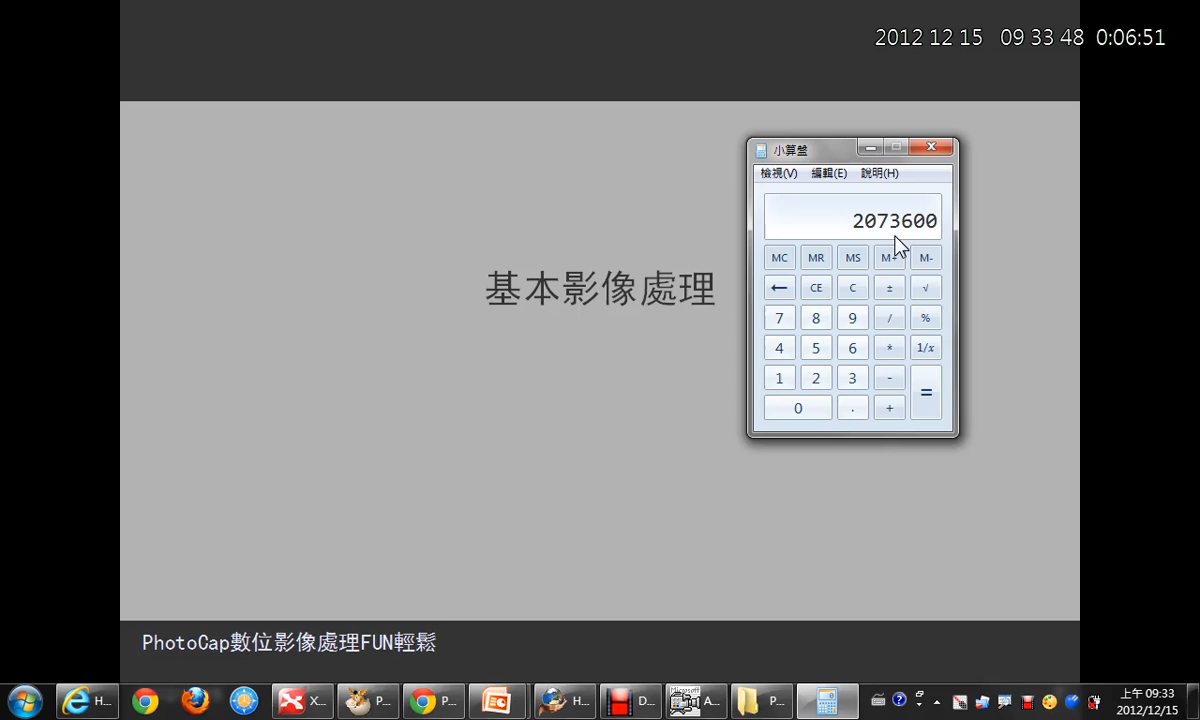 2012 12 15 09 33 48 0:06:51
小算盤
檢視(V) 編輯(E) 說明(H)
2073600
MC MR MS M+ M-
← CE C ± √
7 8 9 / %
4 5 6 * 1/x
1 2 3 - =
0 . +
基本影像處理
PhotoCap數位影像處理FUN輕鬆
H... X... P... P... H... D... A... P...
上午 09:33
2012/12/15